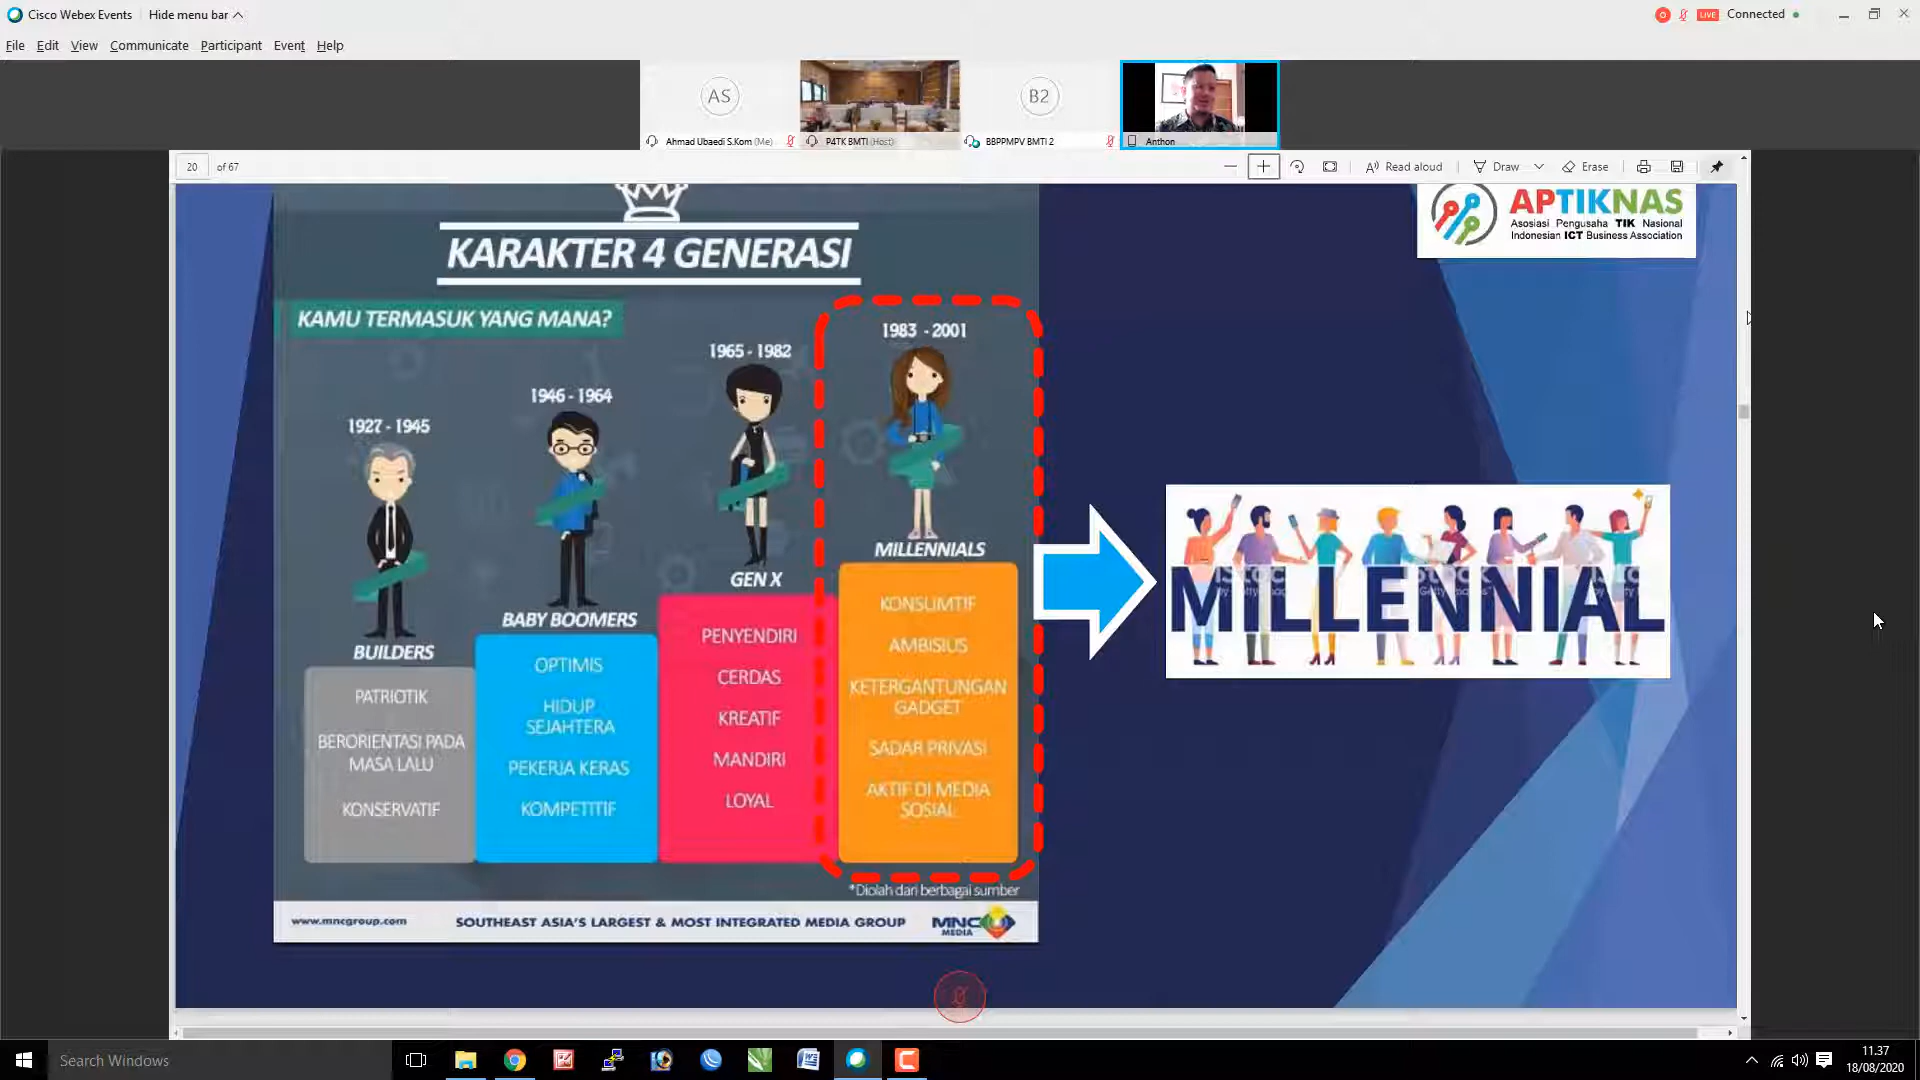 Cisco Webex Events
Hide menu bar
LIVE
Connected
File Edit View Communicate Participant Event Help
AS
B2
Ahmad Ubaedi S.Kom (Me)
P4TK BMTI (Host)
BBPPMPV BMTI 2
Anthon
20 of 67
Read aloud
Draw
Erase
APTIKNAS
Asosiasi Pengusaha TIK Nasional
Indonesian ICT Business Association
KARAKTER 4 GENERASI
KAMU TERMASUK YANG MANA?
1927 - 1945
BUILDERS
PATRIOTIK
BERORIENTASI PADA
MASA LALU
KONSERVATIF
1946 - 1964
BABY BOOMERS
OPTIMIS
HIDUP
SEJAHTERA
PEKERJA KERAS
KOMPETITIF
1965 - 1982
GEN X
PENYENDIRI
CERDAS
KREATIF
MANDIRI
LOYAL
1983 - 2001
MILLENNIALS
KONSUMTIF
AMBISIUS
KETERGANTUNGAN
GADGET
SADAR PRIVASI
AKTIF DI MEDIA
SOSIAL
MILLENNIAL
*Diolah dari berbagai sumber
www.mncgroup.com
SOUTHEAST ASIA'S LARGEST & MOST INTEGRATED MEDIA GROUP
MNC
MEDIA
Search Windows
11.37
18/08/2020